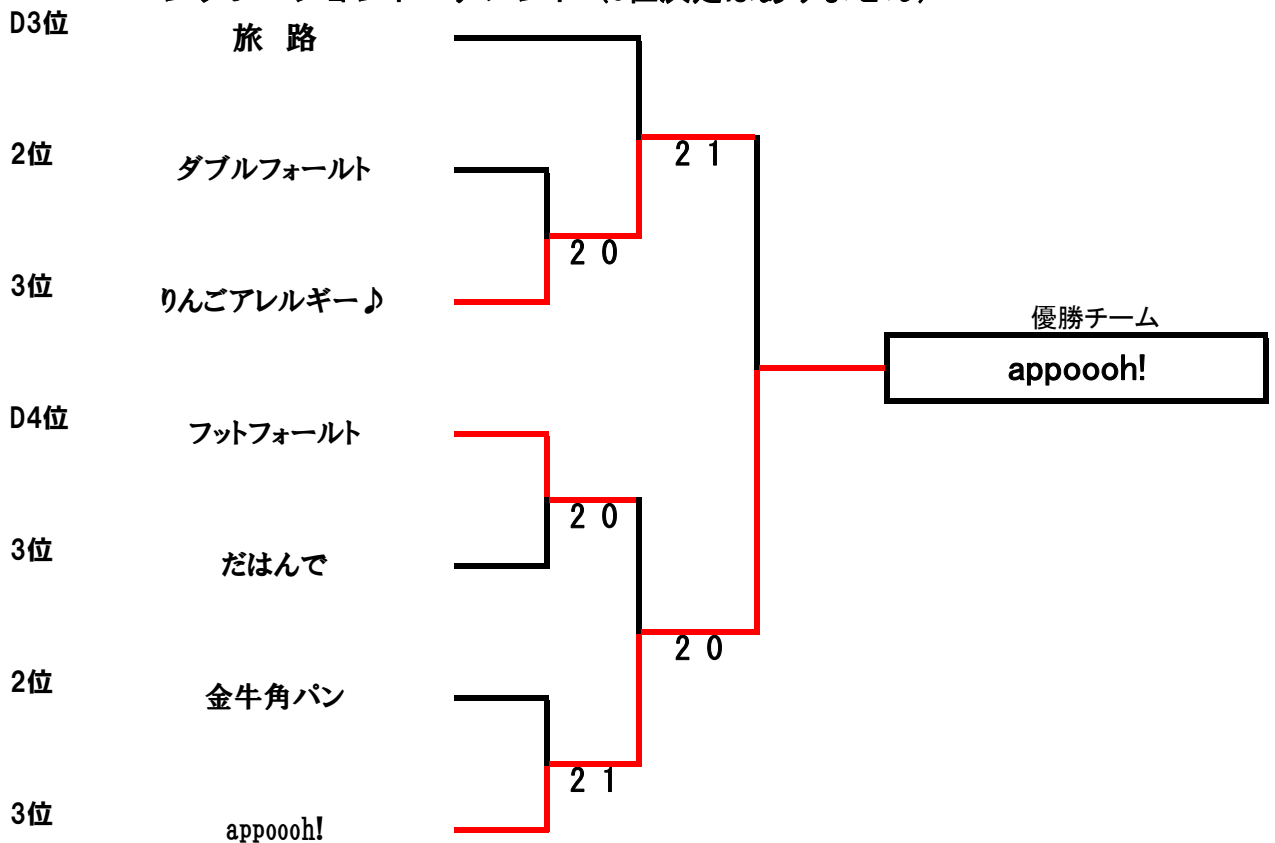 D3位
旅 路
2位
ダブルフォールト
2 1
2 0
3位
りんごアレルギー♪
優勝チーム
appoooh!
D4位
フットフォールト
2 0
3位
だはんで
2 0
2位
金牛角パン
2 1
3位
appoooh!